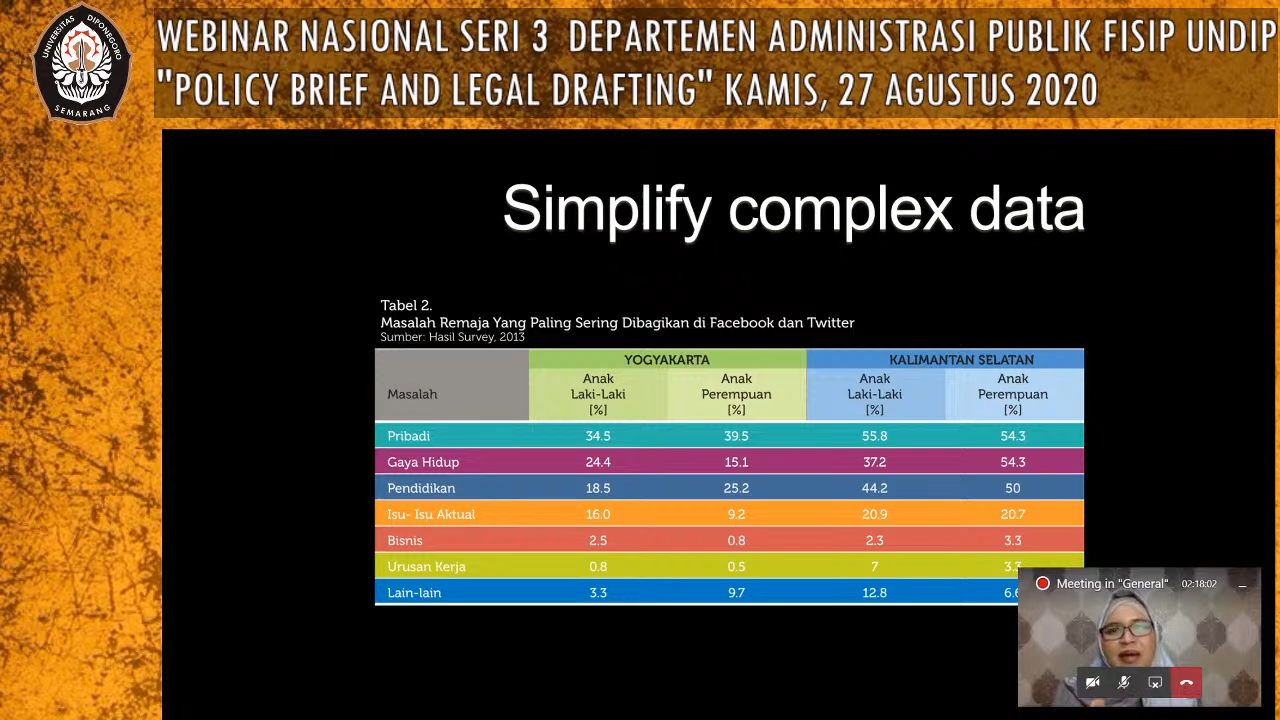 UNIVERSITAS DIPONEGORO
SEMARANG
WEBINAR NASIONAL SERI 3 DEPARTEMEN ADMINISTRASI PUBLIK FISIP UNDIP
"POLICY BRIEF AND LEGAL DRAFTING" KAMIS, 27 AGUSTUS 2020
Simplify complex data
Tabel 2.
Masalah Remaja Yang Paling Sering Dibagikan di Facebook dan Twitter
Sumber: Hasil Survey, 2013
YOGYAKARTA KALIMANTAN SELATAN
Masalah Anak Laki-Laki [%] Anak Perempuan [%] Anak Laki-Laki [%] Anak Perempuan [%]
Pribadi 34.5 39.5 55.8 54.3
Gaya Hidup 24.4 15.1 37.2 54.3
Pendidikan 18.5 25.2 44.2 50
Isu- Isu Aktual 16.0 9.2 20.9 20.7
Bisnis 2.5 0.8 2.3 3.3
Urusan Kerja 0.8 0.5 7 3.3
Lain-lain 3.3 9.7 12.8
Meeting in "General" 02:18:02